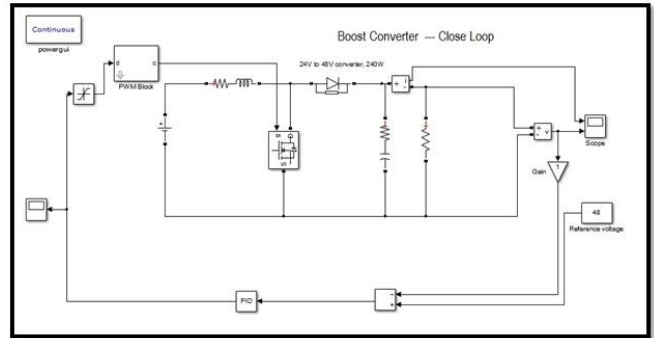 Continuous
powergui
Boost Converter --- Close Loop
24V to 48V converter, 240W
d
PWM Block
g
D
S
+
+
-
i
+
-
v
Scope
1
Gain
48
Reference voltage
PID
-
+